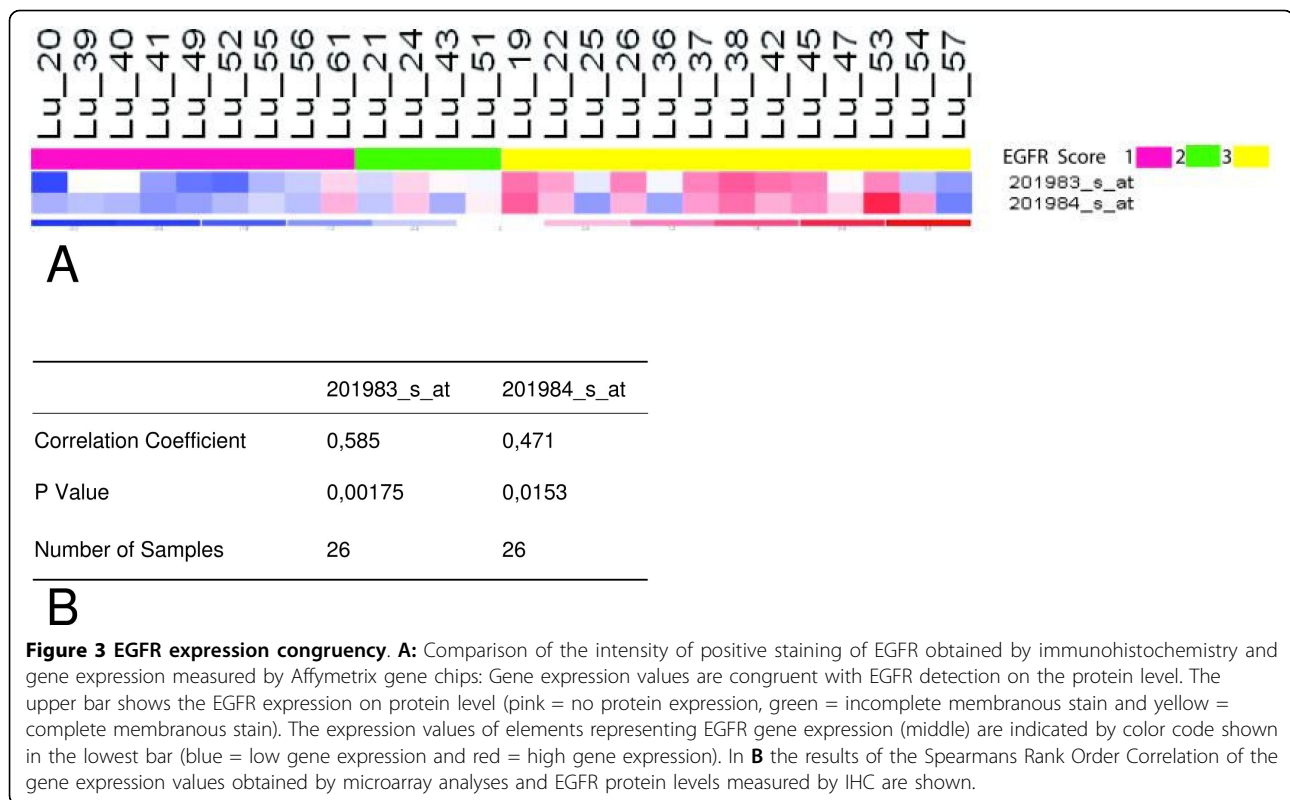 Lu_20
Lu_39
Lu_40
Lu_41
Lu_49
Lu_52
Lu_55
Lu_56
Lu_61
Lu_21
Lu_24
Lu_43
Lu_51
Lu_19
Lu_22
Lu_25
Lu_26
Lu_36
Lu_37
Lu_38
Lu_42
Lu_45
Lu_47
Lu_53
Lu_54
Lu_57
EGFR Score 1 2 3
201983_s_at
201984_s_at
A
201983_s_at 201984_s_at
Correlation Coefficient 0,585 0,471
P Value 0,00175 0,0153
Number of Samples 26 26
B
Figure 3 EGFR expression congruency. A: Comparison of the intensity of positive staining of EGFR obtained by immunohistochemistry and
gene expression measured by Affymetrix gene chips: Gene expression values are congruent with EGFR detection on the protein level. The
upper bar shows the EGFR expression on protein level (pink = no protein expression, green = incomplete membranous stain and yellow =
complete membranous stain). The expression values of elements representing EGFR gene expression (middle) are indicated by color code shown
in the lowest bar (blue = low gene expression and red = high gene expression). In B the results of the Spearmans Rank Order Correlation of the
gene expression values obtained by microarray analyses and EGFR protein levels measured by IHC are shown.